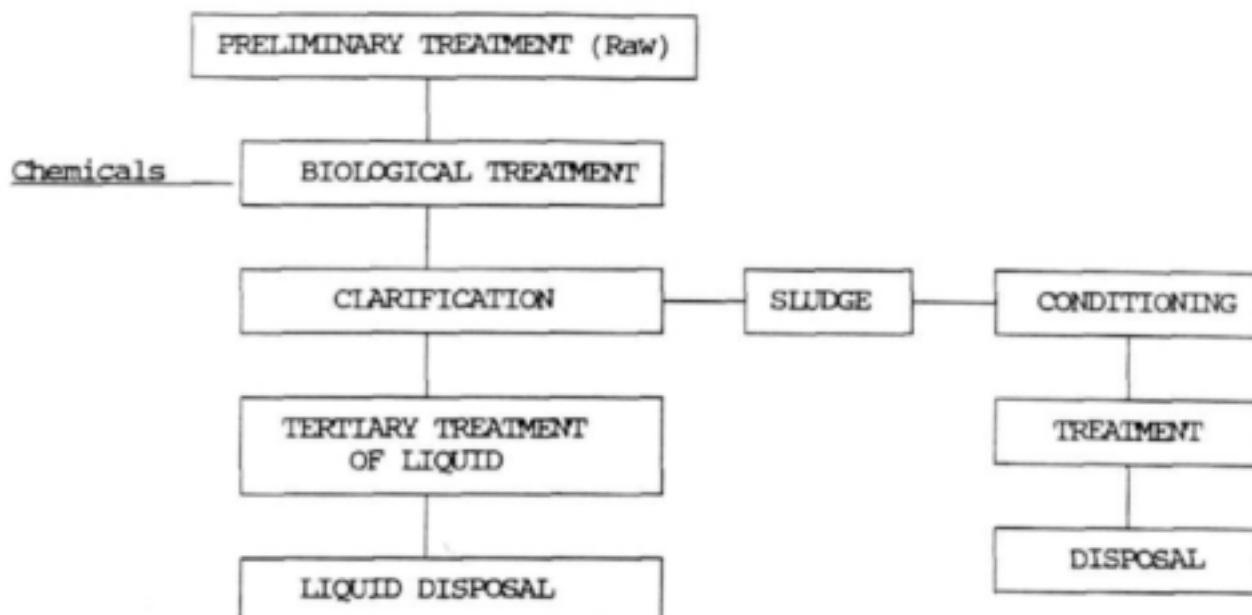 PRELIMINARY TREATMENT (Raw)
Chemicals
BIOLOGICAL TREATMENT
CLARIFICATION
SLUDGE
CONDITIONING
TERTIARY TREATMENT
OF LIQUID
TREATMENT
LIQUID DISPOSAL
DISPOSAL